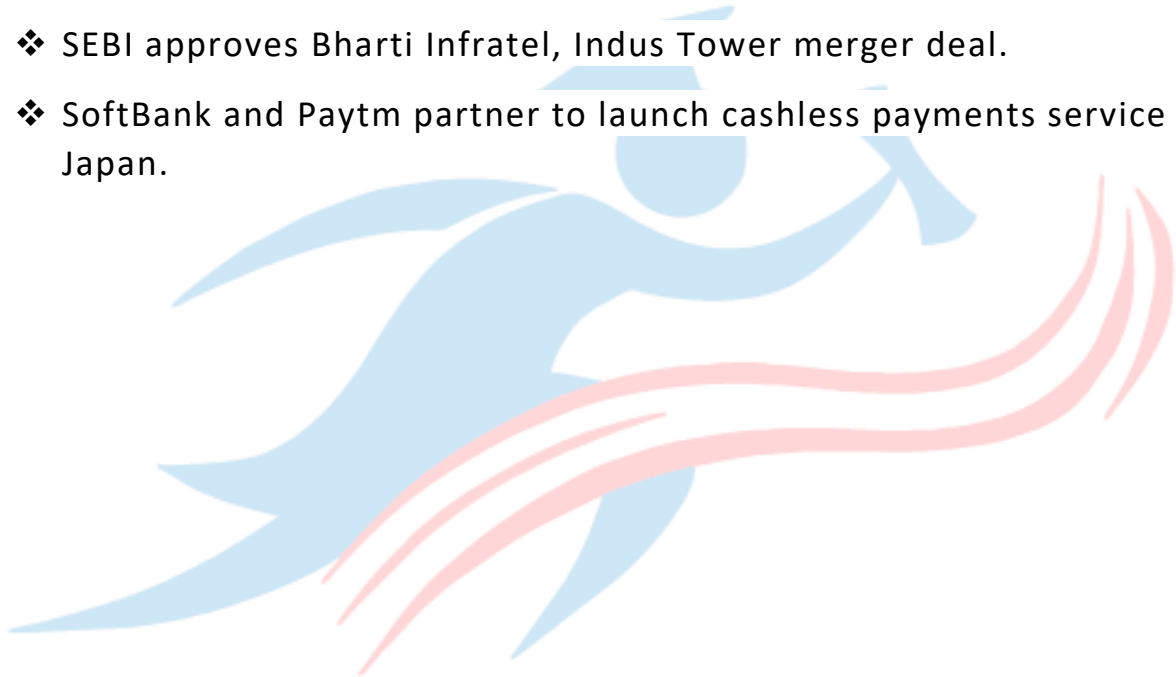 ❖ SEBI approves Bharti Infratel, Indus Tower merger deal.
❖ SoftBank and Paytm partner to launch cashless payments service
Japan.